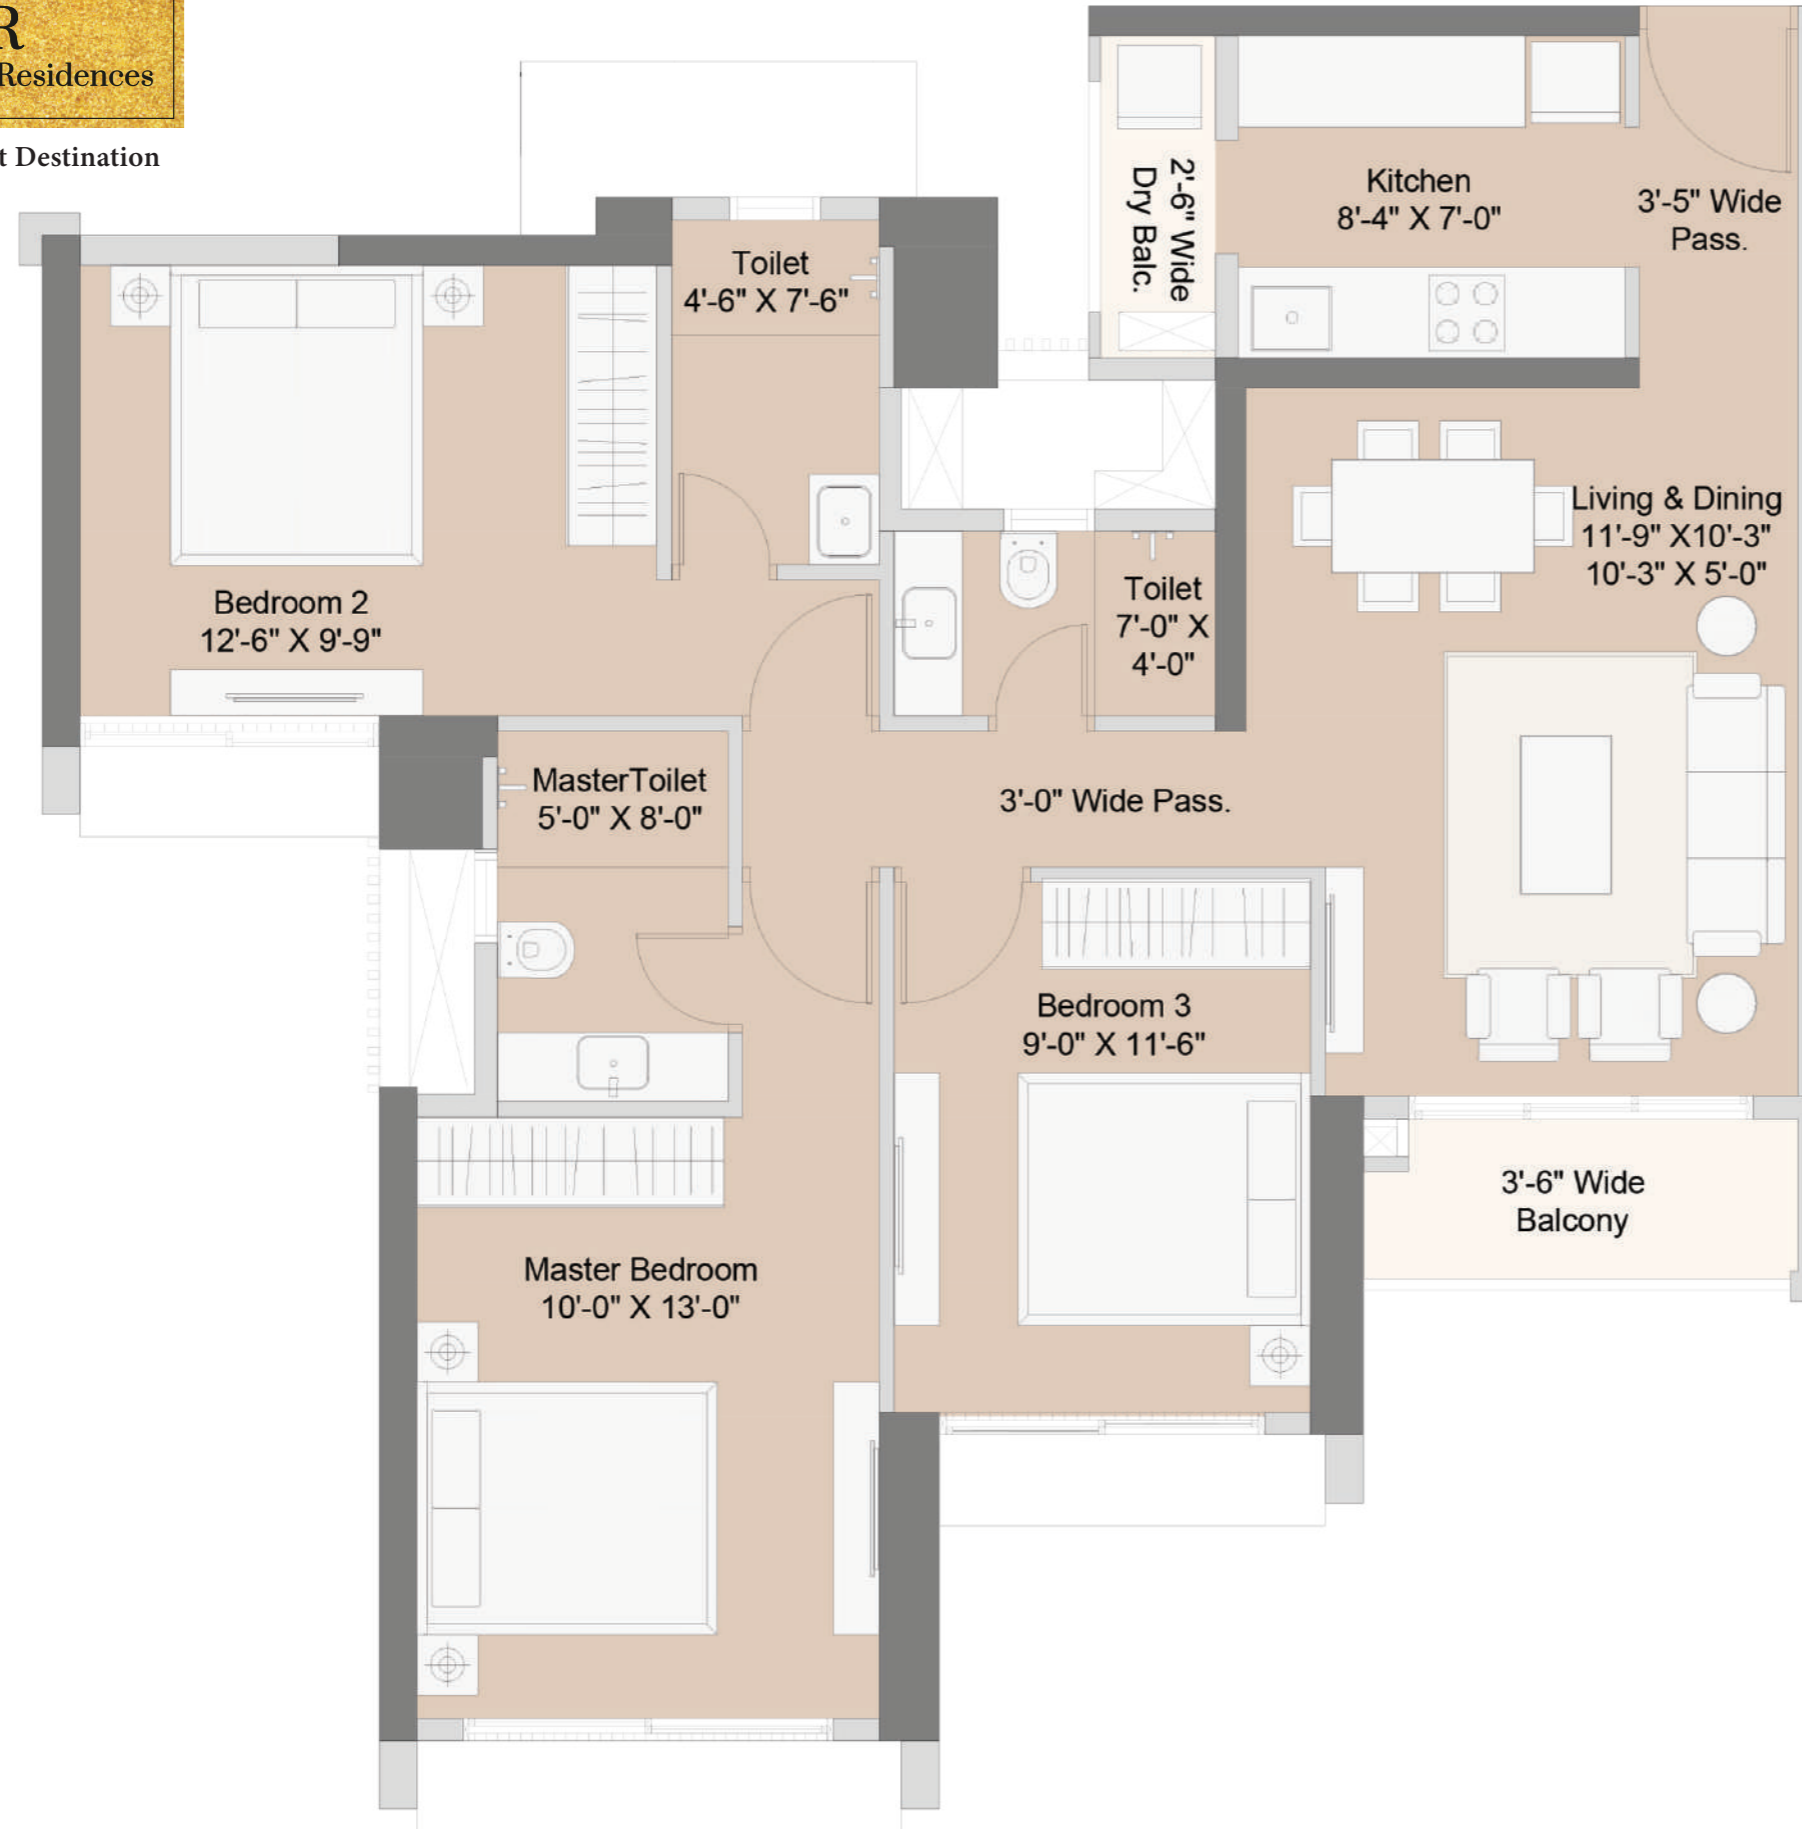 R
Residences
t Destination
Kitchen
8'-4" X 7'-0"
3'-5" Wide
Pass.
2'-6" Wide
Dry Balc.
Toilet
4'-6" X 7'-6"
Living & Dining
11'-9" X10'-3"
10'-3" X 5'-0"
Bedroom 2
12'-6" X 9'-9"
Toilet
7'-0" X
4'-0"
MasterToilet
5'-0" X 8'-0"
3'-0" Wide Pass.
Bedroom 3
9'-0" X 11'-6"
3'-6" Wide
Balcony
Master Bedroom
10'-0" X 13'-0"